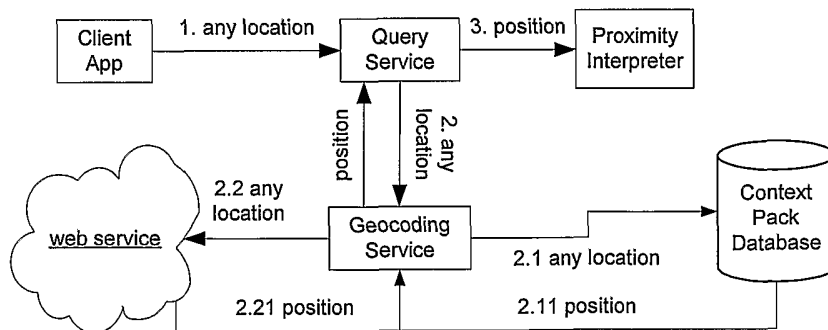 Client
App
1. any location
Query
Service
3. position
Proximity
Interpreter
position
2. any
location
2.2 any
location
web service
Geocoding
Service
2.1 any location
Context
Pack
Database
2.21 position
2.11 position